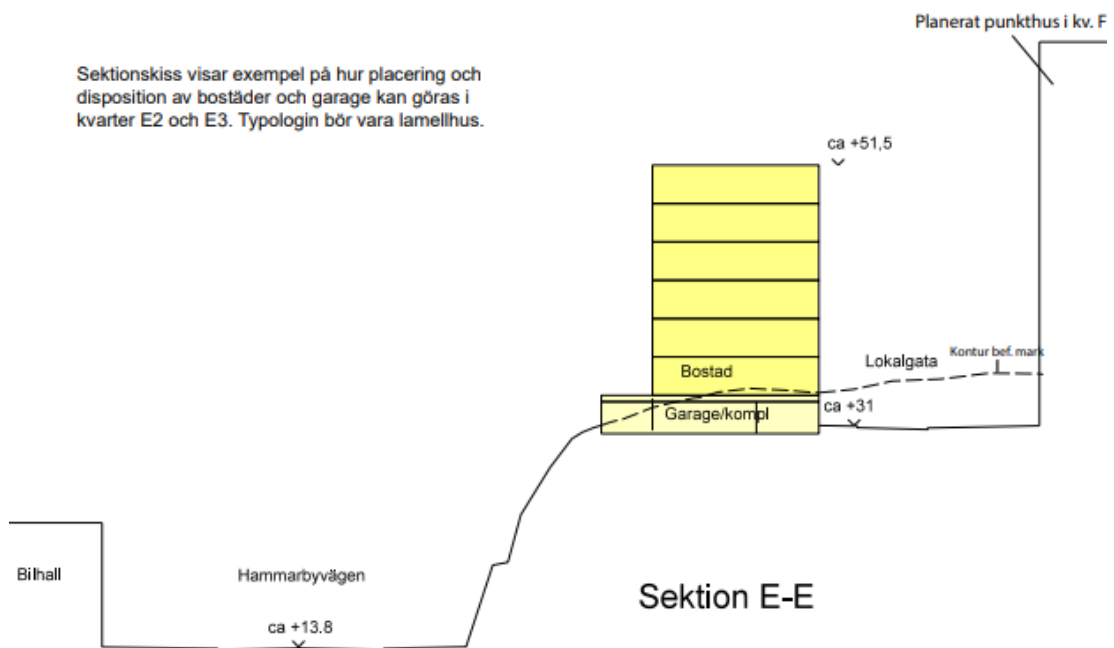 Planerat punkthus i kv. F
Sektionskiss visar exempel på hur placering och
disposition av bostäder och garage kan göras i
kvarter E2 och E3. Typologin bör vara lamellhus.
ca +51,5
Kontur bef. mark
Lokalgata
Bostad
ca +31
Garage/kompl
Bilhall
Hammarbyvägen
Sektion E-E
ca +13.8